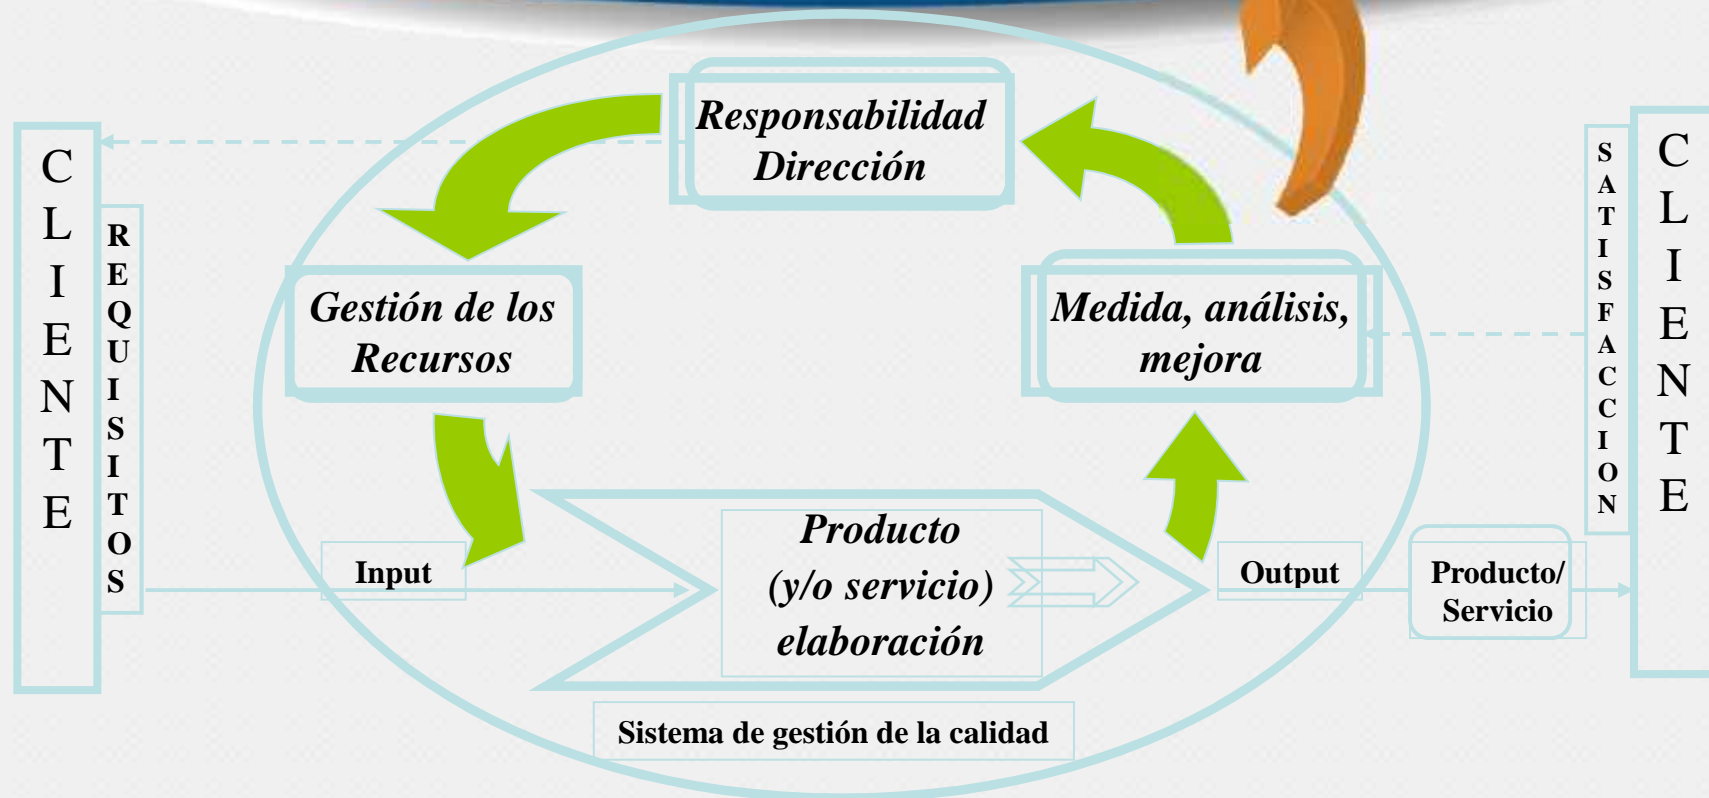 CLIENTE
REQUISITOS
Responsabilidad
Dirección
Gestión de los
Recursos
Medida, análisis,
mejora
Input
Producto
(y/o servicio)
elaboración
Output
Producto/
Servicio
Sistema de gestión de la calidad
SATISFACCION
CLIENTE